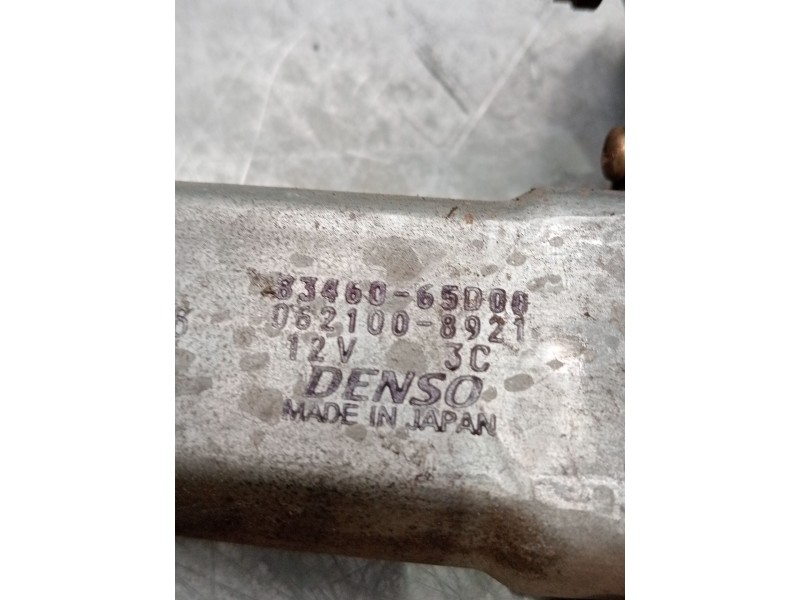 83460-65D00
062100-8921
12V 3C
DENSO
MADE IN JAPAN